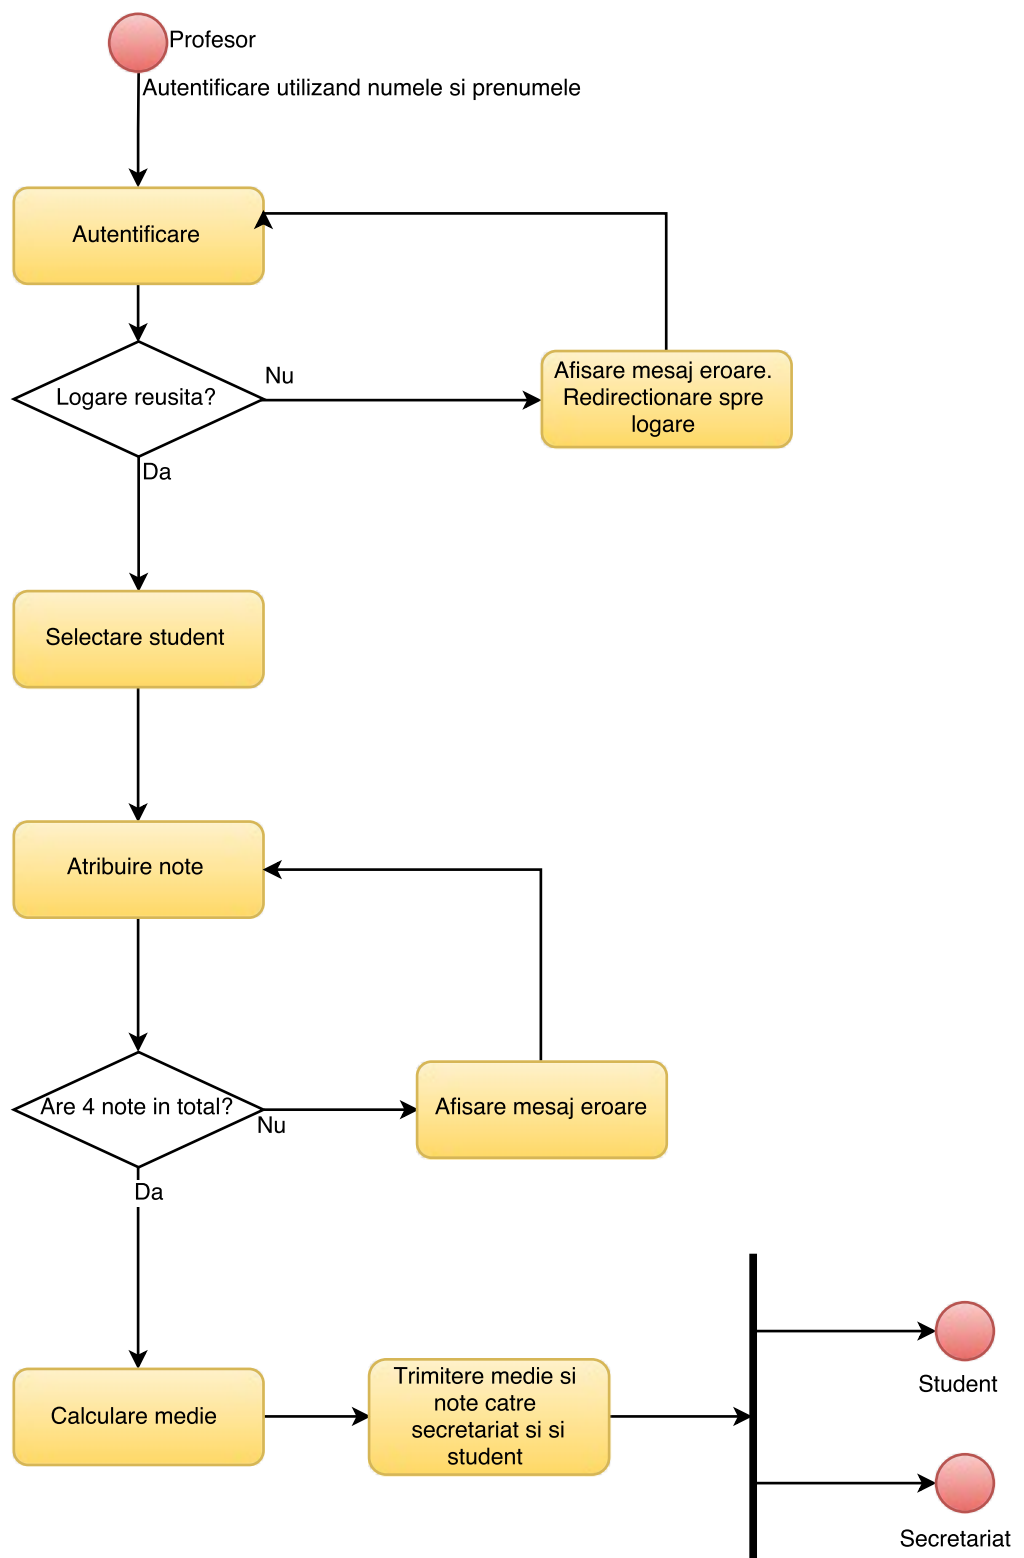 Profesor
Autentificare utilizand numele si prenumele
Autentificare
Logare reusita?
Nu
Afisare mesaj eroare.
Redirectionare spre
logare
Da
Selectare student
Atribuire note
Are 4 note in total?
Nu
Afisare mesaj eroare
Da
Calculare medie
Trimitere medie si
note catre
secretariat si si
student
Student
Secretariat